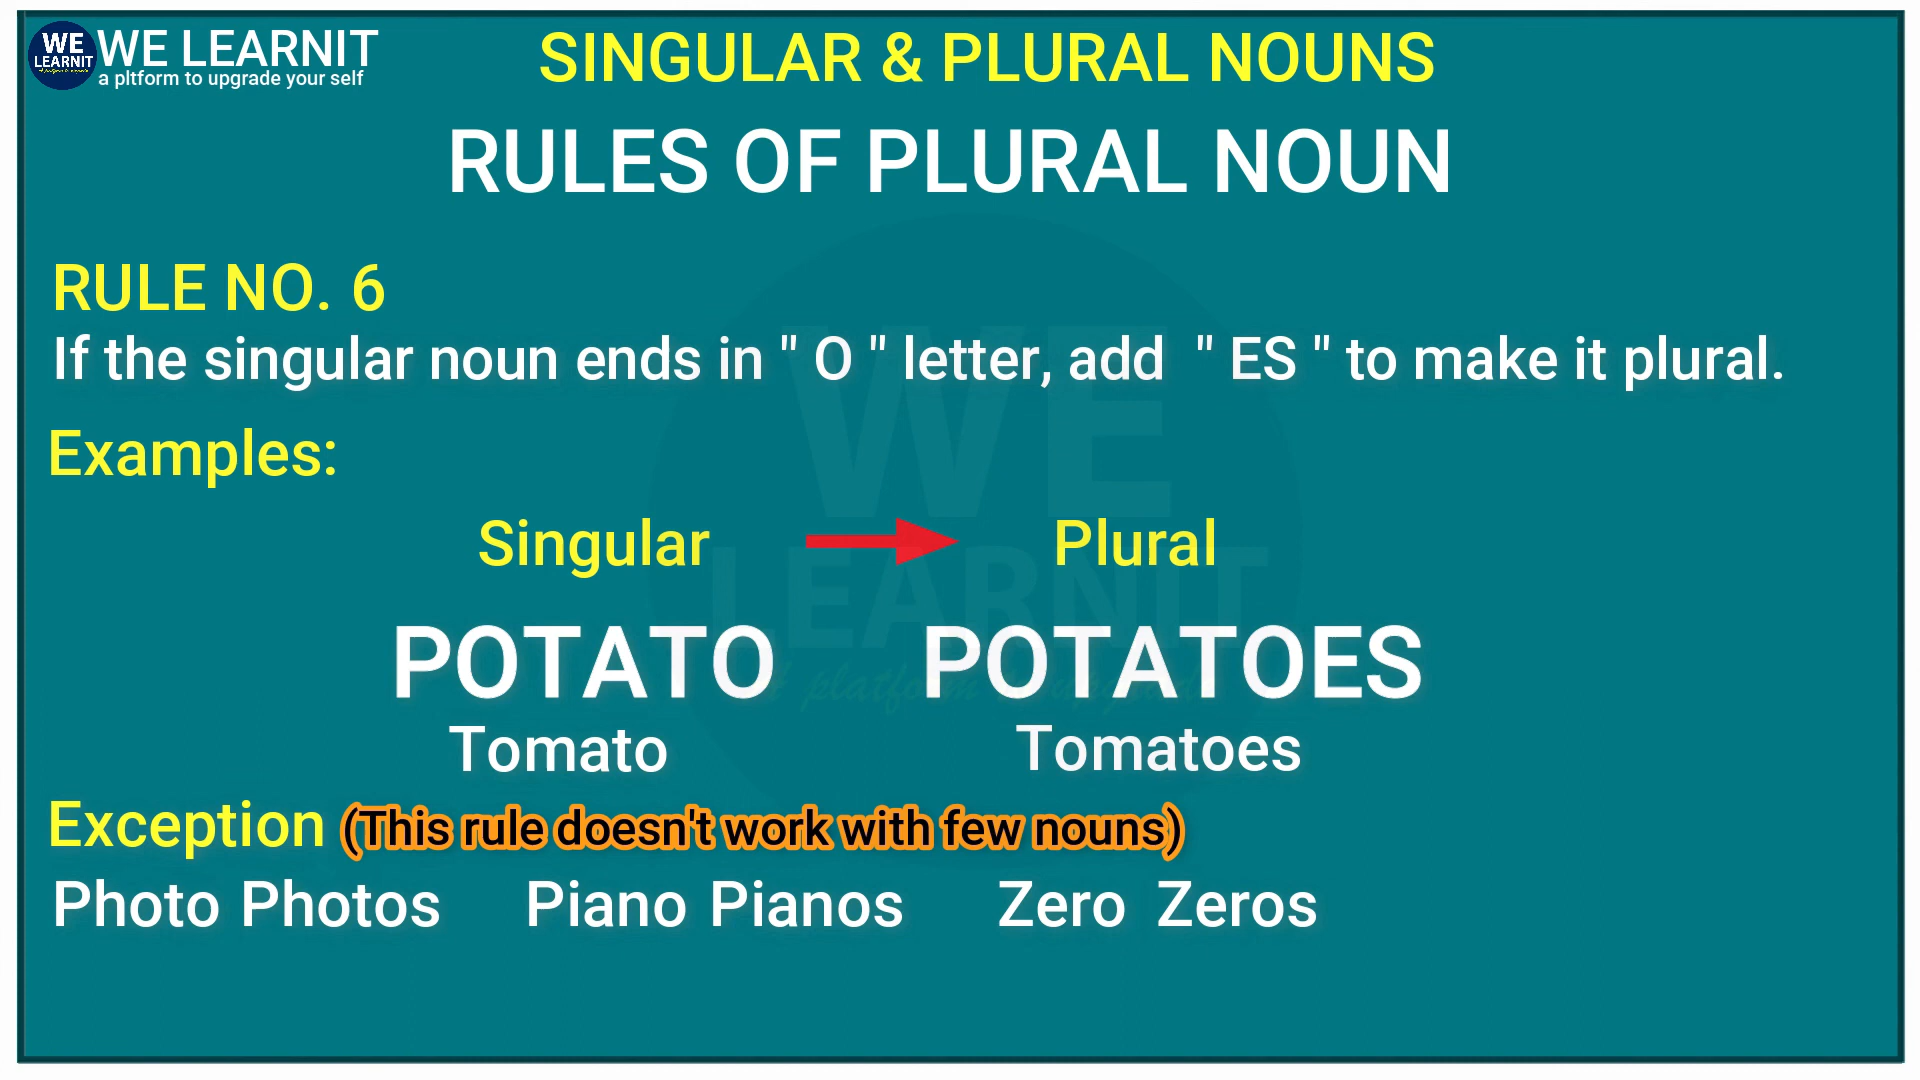 WE LEARNIT
WE LEARNIT
a pltform to upgrade your self
SINGULAR & PLURAL NOUNS
RULES OF PLURAL NOUN
RULE NO. 6
If the singular noun ends in " O " letter, add " ES " to make it plural.
Examples:
Singular Plural
POTATO POTATOES
Tomato Tomatoes
Exception (This rule doesn't work with few nouns)
Photo Photos Piano Pianos Zero Zeros
WE
LEARNIT